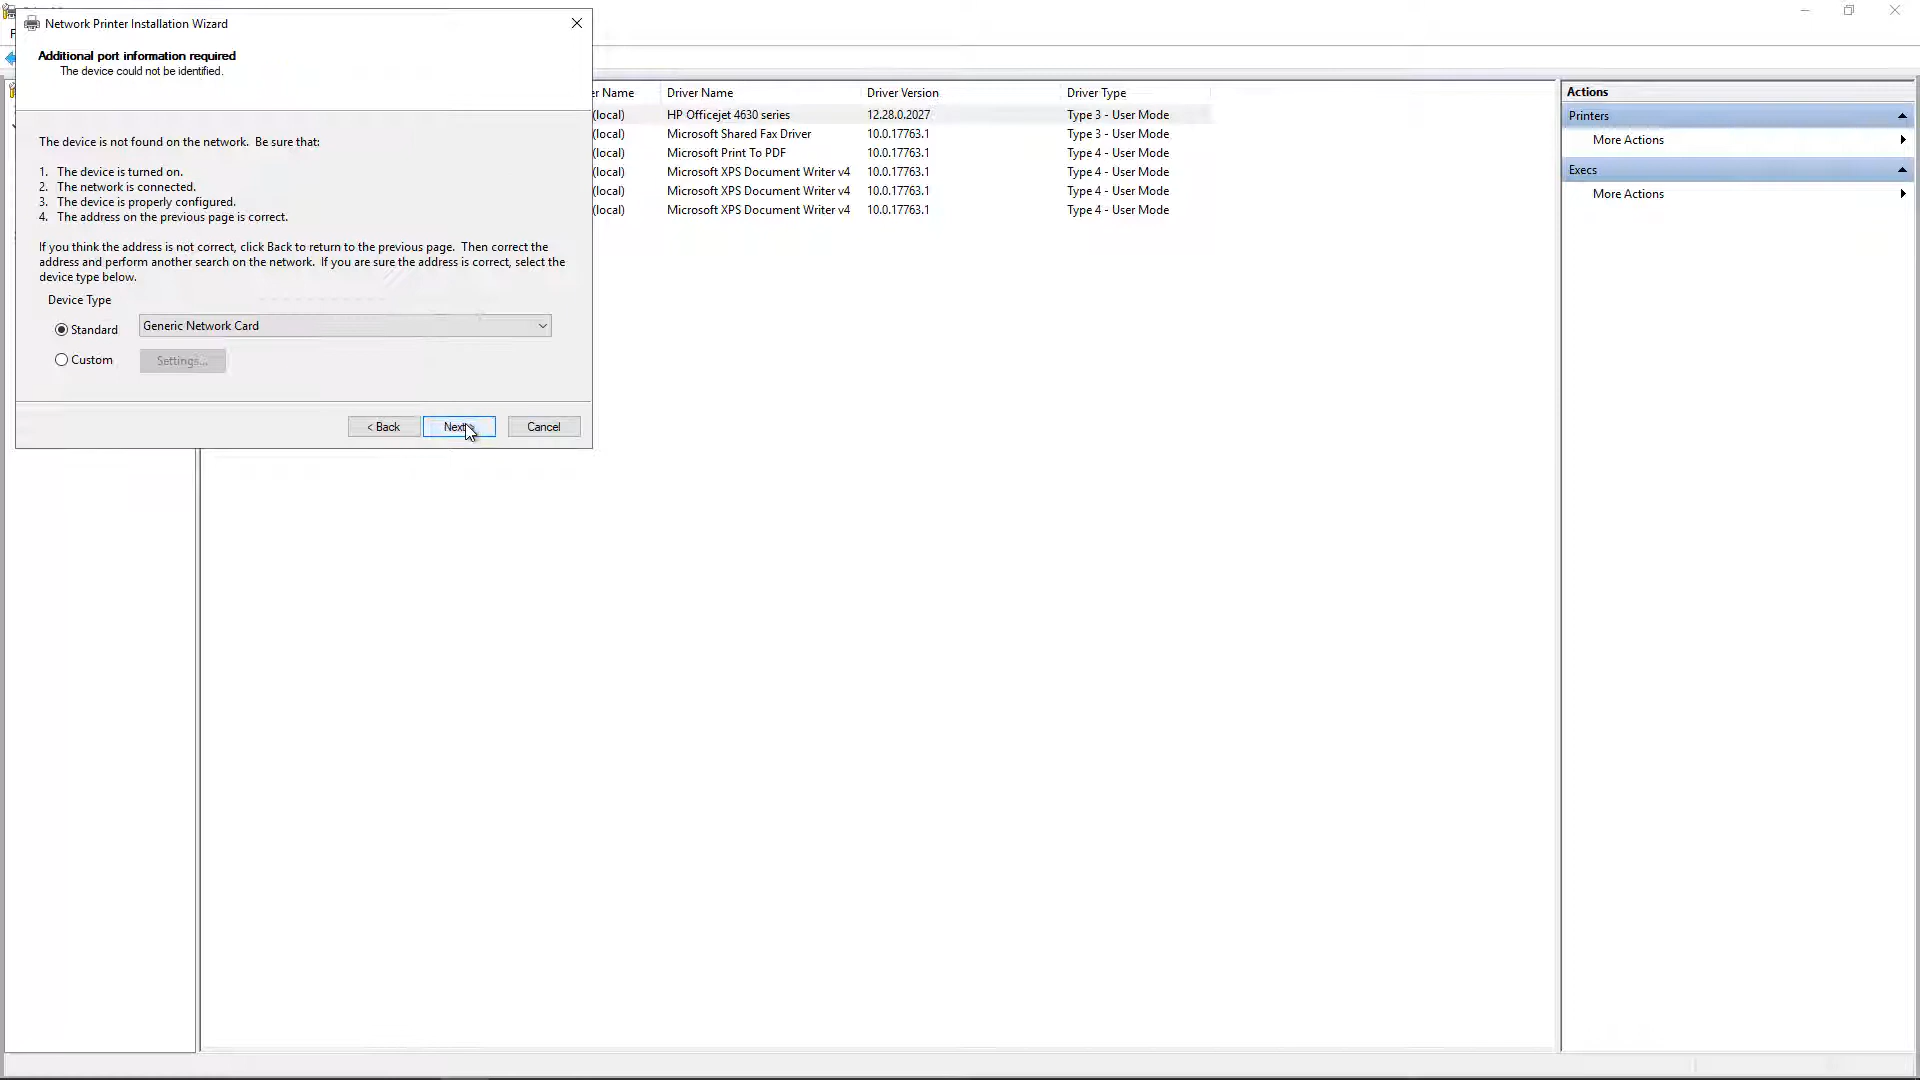 Network Printer Installation Wizard
Additional port information required
The device could not be identified.
The device is not found on the network. Be sure that:
1. The device is turned on.
2. The network is connected.
3. The device is properly configured.
4. The address on the previous page is correct.
If you think the address is not correct, click Back to return to the previous page. Then correct the
address and perform another search on the network. If you are sure the address is correct, select the
device type below.
Device Type
Standard
Generic Network Card
Custom
Settings...
< Back
Next
Cancel
Name Driver Name Driver Version Driver Type
(local) HP Officejet 4630 series 12.28.0.2027 Type 3 - User Mode
(local) Microsoft Shared Fax Driver 10.0.17763.1 Type 3 - User Mode
(local) Microsoft Print To PDF 10.0.17763.1 Type 4 - User Mode
(local) Microsoft XPS Document Writer v4 10.0.17763.1 Type 4 - User Mode
(local) Microsoft XPS Document Writer v4 10.0.17763.1 Type 4 - User Mode
(local) Microsoft XPS Document Writer v4 10.0.17763.1 Type 4 - User Mode
Actions
Printers
More Actions
Execs
More Actions